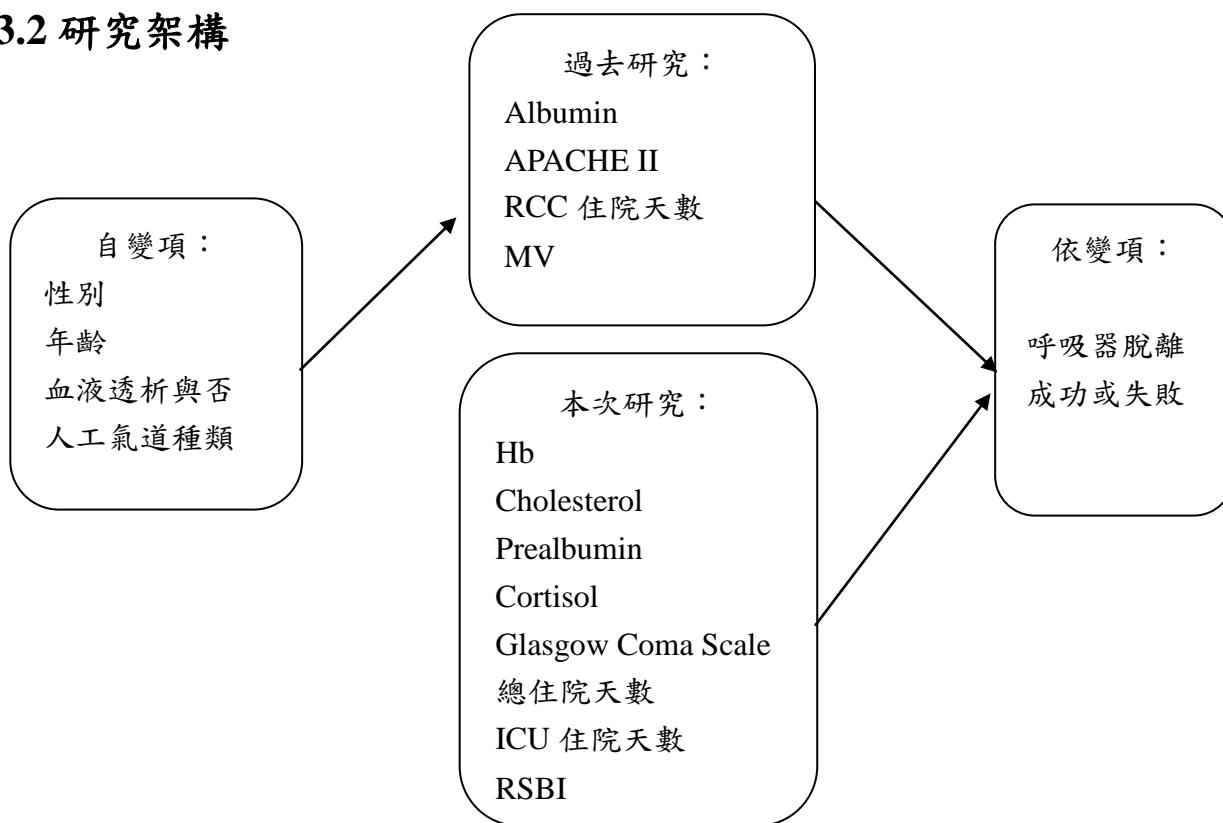 3.2 研究架構
過去研究：
Albumin
APACHE II
RCC 住院天數
MV
自變項：
性別
年齡
血液透析與否
人工氣道種類
依變項：
呼吸器脫離
成功或失敗
本次研究：
Hb
Cholesterol
Prealbumin
Cortisol
Glasgow Coma Scale
總住院天數
ICU 住院天數
RSBI